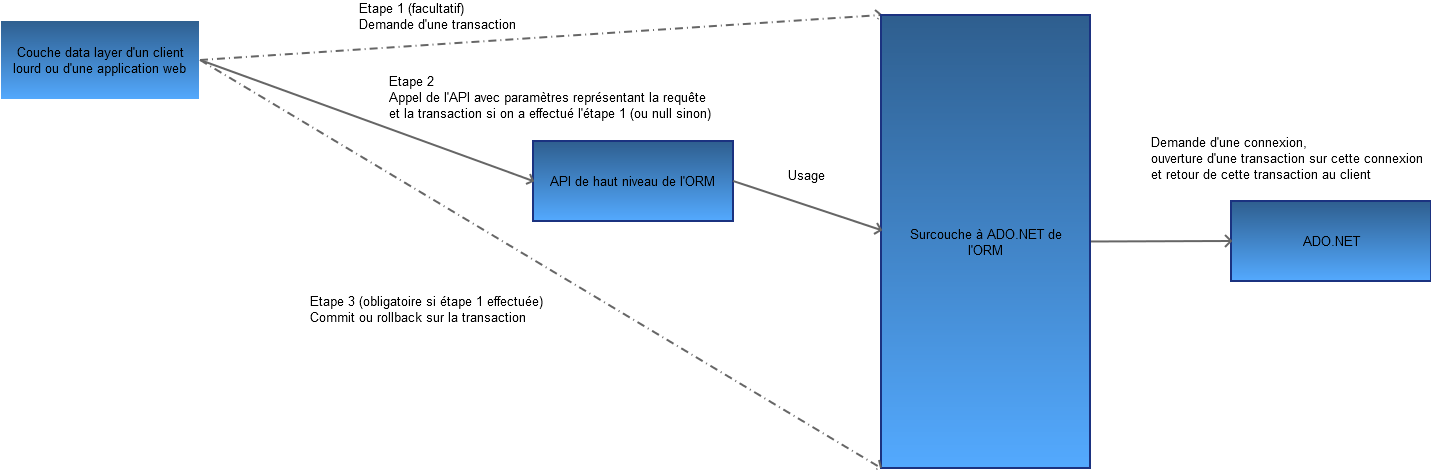 Etape 1 (facultatif)
Demande d'une transaction
Couche data layer d'un client
lourd ou d'une application web
Etape 2
Appel de l'API avec paramètres représentant la requête
et la transaction si on a effectué l'étape 1 (ou null sinon)
API de haut niveau de l'ORM
Usage
Surcouche à ADO.NET de
l'ORM
Demande d'une connexion,
ouverture d'une transaction sur cette connexion
et retour de cette transaction au client
ADO.NET
Etape 3 (obligatoire si étape 1 effectuée)
Commit ou rollback sur la transaction